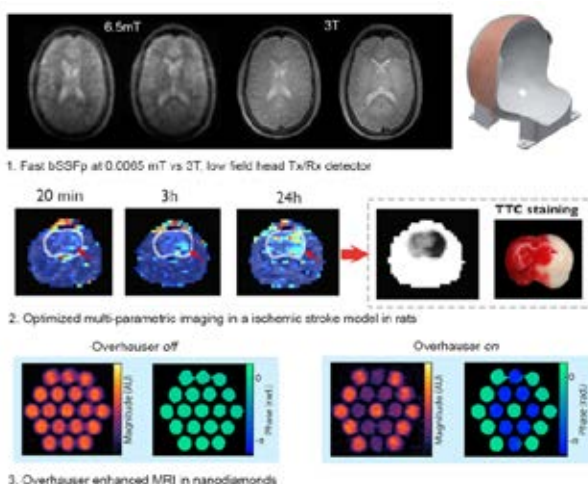 6.5mT 3T
1. Fast bSSFp at 0.0065 mT vs 3T, low field head Tx/Rx detector
20 min 3h 24h TTC staining
2. Optimized multi-parametric imaging in a ischemic stroke model in rats
Overhauser off Overhauser on
Magnitude (AU) 0 Phase (rad.) Magnitude (AU) 0 Phase (rad.)
3. Overhauser enhanced MRI in nanodiamonds